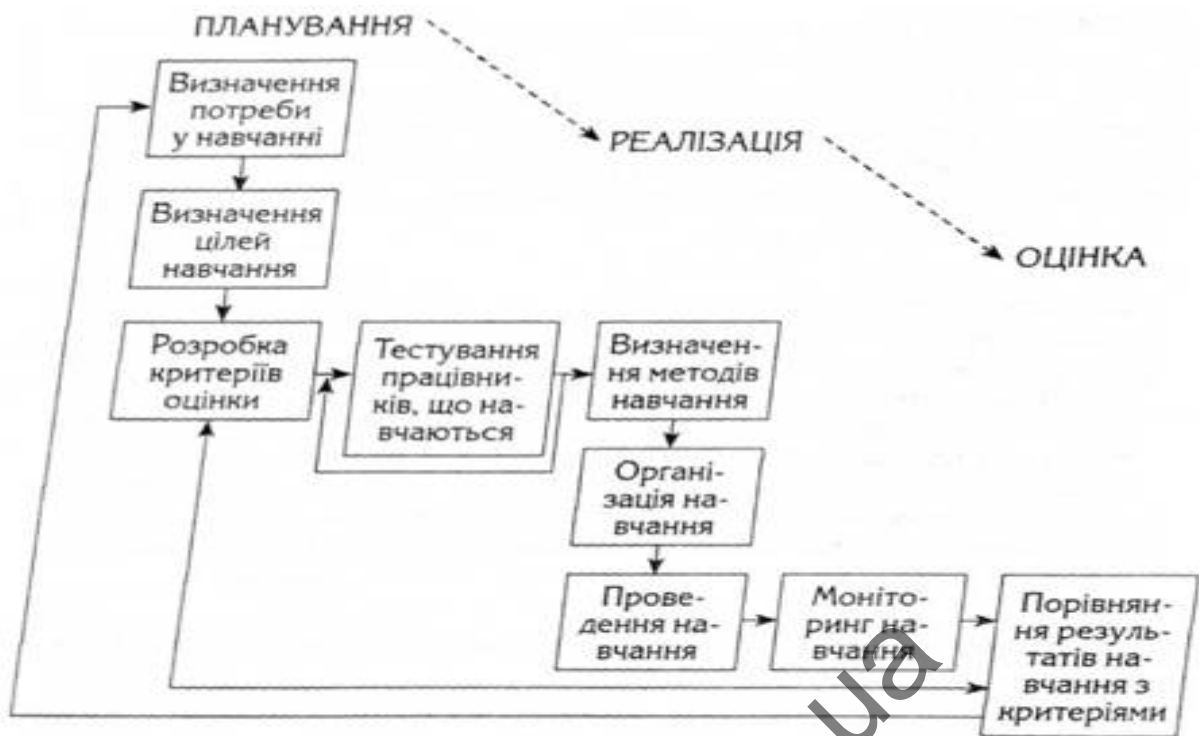 ПЛАНУВАННЯ
Визначення
потреби
у навчанні
РЕАЛІЗАЦІЯ
Визначення
цілей
навчання
ОЦІНКА
Розробка
критеріїв
оцінки
Тестування
працівни-
ків, що на-
вчаються
Визначен-
ня методів
навчання
Органі-
зація на-
вчання
Прове-
дення на-
вчання
Моніто-
ринг на-
вчання
Порівнян-
ня резуль-
татів на-
вчання з
критеріями
ua